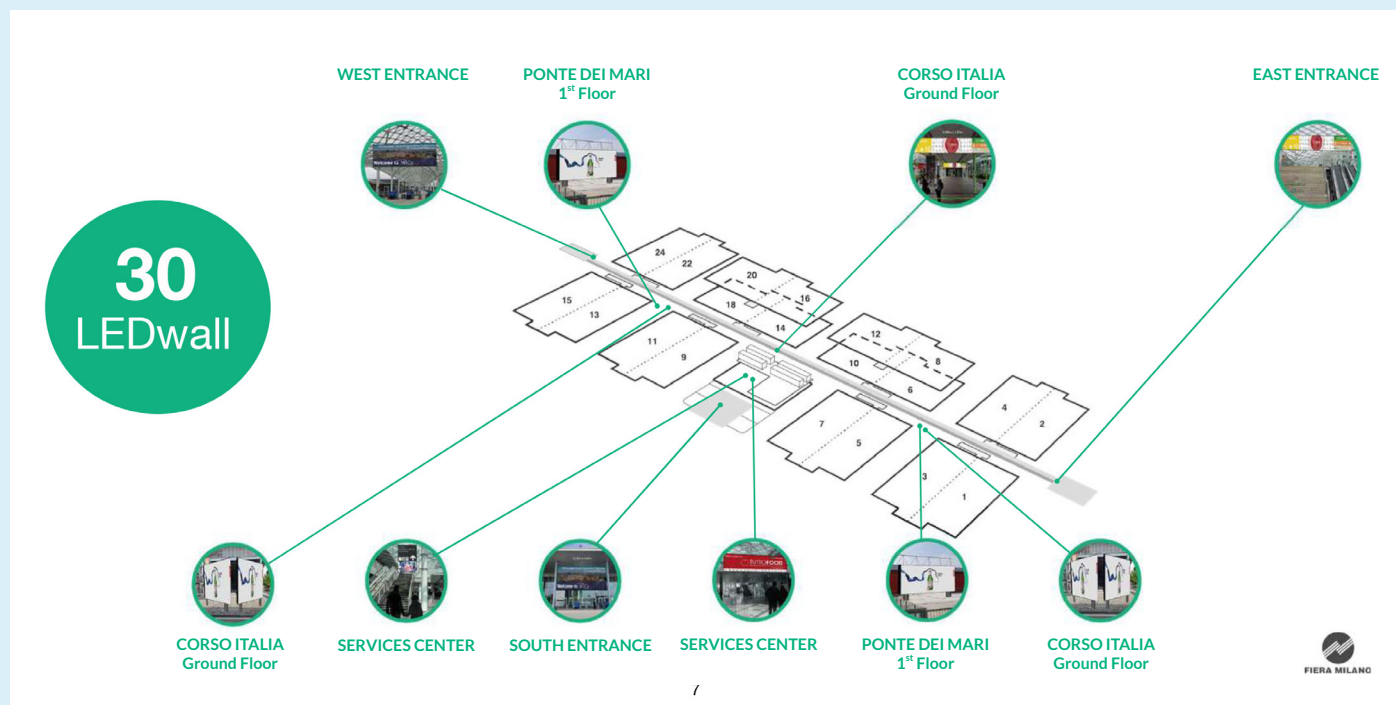 WEST ENTRANCE
PONTE DEI MARI
1st Floor
CORSO ITALIA
Ground Floor
EAST ENTRANCE
30
LEDwall
24
22
20
18
16
14
15
13
11
9
12
10
8
6
7
5
4
2
3
1
CORSO ITALIA
Ground Floor
SERVICES CENTER
SOUTH ENTRANCE
SERVICES CENTER
PONTE DEI MARI
1st Floor
CORSO ITALIA
Ground Floor
FIERA MILANO
7